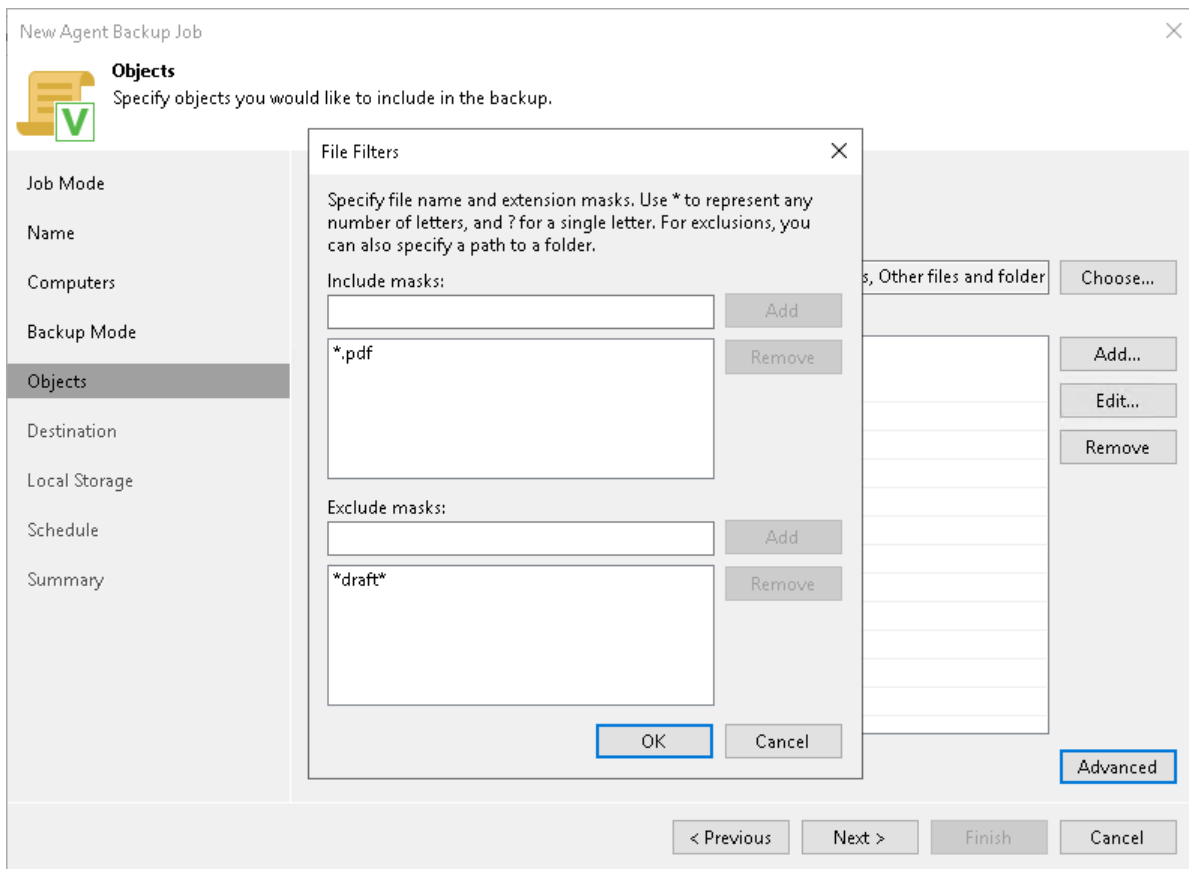 New Agent Backup Job
Objects
Specify objects you would like to include in the backup.
Job Mode
Name
Computers
Backup Mode
Objects
Destination
Local Storage
Schedule
Summary
File Filters
Specify file name and extension masks. Use * to represent any
number of letters, and ? for a single letter. For exclusions, you
can also specify a path to a folder.
Include masks:
Add
*.pdf
Remove
Exclude masks:
Add
*draft*
Remove
OK
Cancel
s, Other files and folder
Choose...
Add...
Edit...
Remove
Advanced
< Previous
Next >
Finish
Cancel